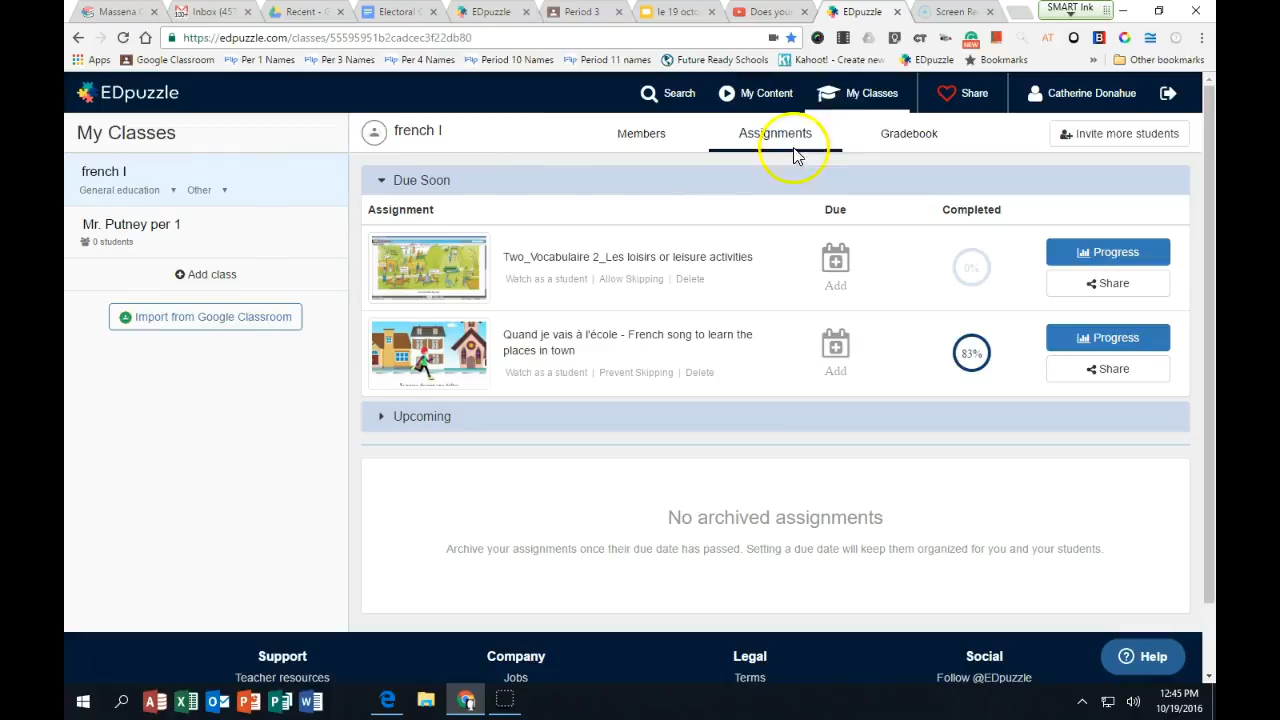 Massena C
Inbox (457
Recent - G
Electoral C
EDpuzzle
Period 3
le 19 octo
Does your
EDpuzzle
Screen Re
SMART Ink
https://edpuzzle.com/classes/55595951b2cadcec3f22db80
Apps
Google Classroom
Per 1 Names
Per 3 Names
Per 4 Names
Period 10 Names
Period 11 names
Future Ready Schools
Kahoot! - Create new
EDpuzzle
Bookmarks
Other bookmarks
EDpuzzle
Search
My Content
My Classes
Share
Catherine Donahue
My Classes
french I
Members
Assignments
Gradebook
Invite more students
french I
General education
Other
Mr. Putney per 1
0 students
Add class
Import from Google Classroom
Due Soon
Assignment
Due
Completed
Two_Vocabulaire 2_Les loisirs or leisure activities
Watch as a student | Allow Skipping | Delete
Add
0%
Progress
Share
Quand je vais à l'école - French song to learn the
places in town
Watch as a student | Prevent Skipping | Delete
Add
83%
Progress
Share
Upcoming
No archived assignments
Archive your assignments once their due date has passed. Setting a due date will keep them organized for you and your students.
Support
Company
Legal
Social
Teacher resources
Jobs
Terms
Follow @EDpuzzle
Help
12:45 PM
10/19/2016